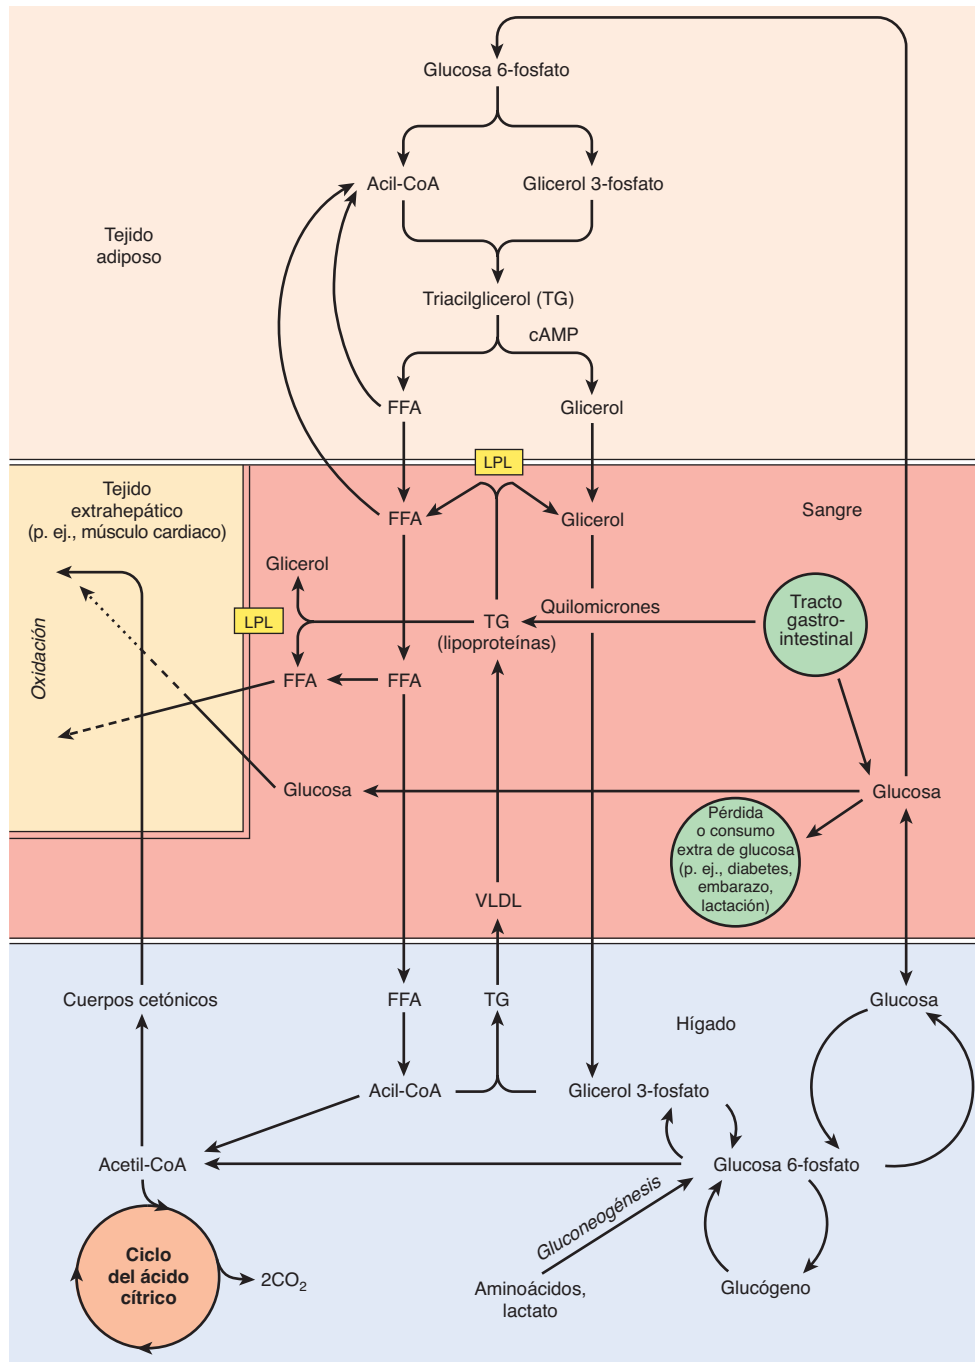 Glucosa 6-fosfato
Acil-CoA
Glicerol 3-fosfato
Tejido
adiposo
Triacilglicerol (TG)
cAMP
FFA
Glicerol
LPL
Tejido
extrahepático
(p. ej., músculo cardiaco)
FFA
Glicerol
Sangre
Glicerol
Quilomicrones
Tracto
gastro-
intestinal
LPL
TG
(lipoproteínas)
Oxidación
FFA
FFA
Glucosa
Glucosa
Pérdida
o consumo
extra de glucosa
(p. ej., diabetes,
embarazo,
lactación)
VLDL
Cuerpos cetónicos
FFA
TG
Glucosa
Hígado
Acil-CoA
Glicerol 3-fosfato
Acetil-CoA
Glucosa 6-fosfato
Gluconeogénesis
Ciclo
del ácido
cítrico
2CO₂
Aminoácidos,
lactato
Glucógeno